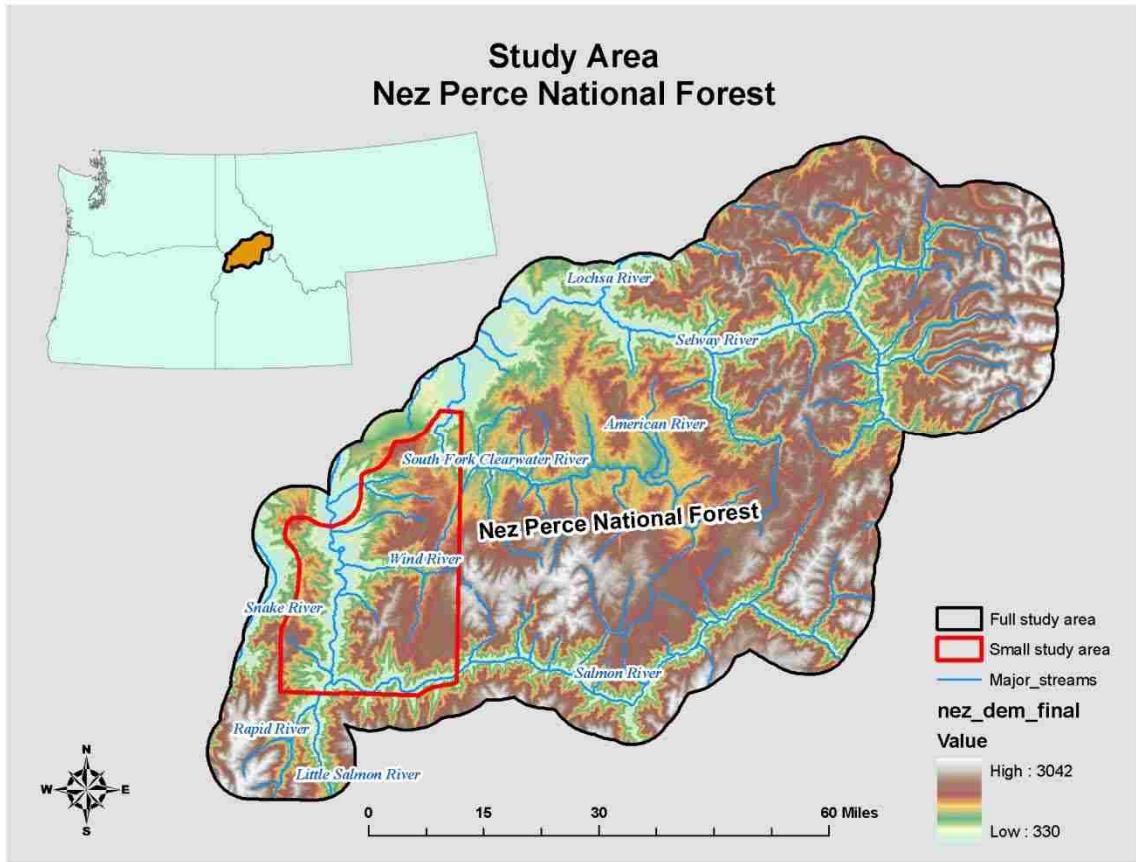 Study Area
Nez Perce National Forest
Lochsa River
Selway River
American River
South Fork Clearwater River
Nez Perce National Forest
Wind River
Snake River
Salmon River
Rapid River
Little Salmon River
Full study area
Small study area
Major_streams
nez_dem_final
Value
High : 3042
Low : 330
N
W E
S
0 15 30 60 Miles